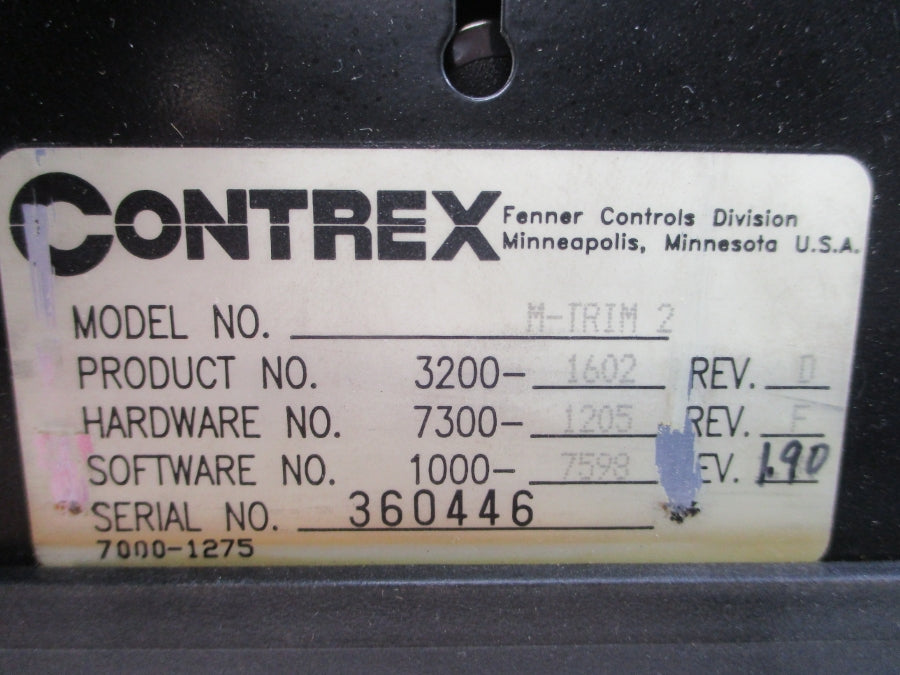 CONTREX
Fenner Controls Division
Minneapolis, Minnesota U.S.A.
MODEL NO. M-TRIM 2
PRODUCT NO. 3200-1602 REV. D
HARDWARE NO. 7300-1205 REV. F
SOFTWARE NO. 1000-7598 EV. 1.90
SERIAL NO. 360446
7000-1275